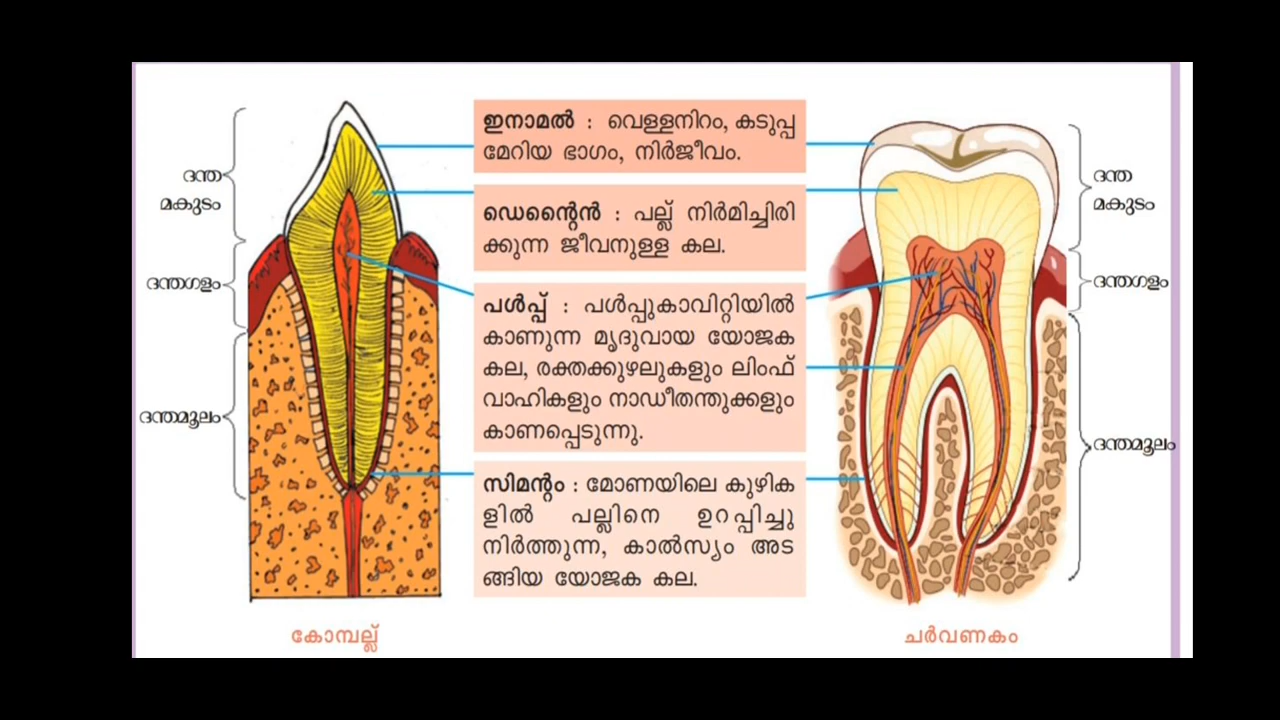 ഇനാമൽ : വെള്ളനിറം, കടുപ്പ
മേറിയ ഭാഗം, നിർജീവം.
ഡെന്റൈൻ : പല്ല് നിർമിച്ചിരി
ക്കുന്ന ജീവനുള്ള കല.
പൾപ്പ് : പൾപ്പുകാവിറ്റിയിൽ
കാണുന്ന മൃദുവായ യോജക
കല, രക്തക്കുഴലുകളും ലിംഫ്
വാഹികളും നാഡീതന്തുക്കളും
കാണപ്പെടുന്നു.
സിമന്റം : മോണയിലെ കുഴിക
ളിൽ പല്ലിനെ ഉറപ്പിച്ചു
നിർത്തുന്ന, കാൽസ്യം അട
ങ്ങിയ യോജക കല.
ദന്ത
മകുടം
ദന്തഗളം
ദന്തമൂലം
ദന്ത
മകുടം
ദന്തഗളം
ദന്തമൂലം
കോമ്പല്ല്
ചർവണകം